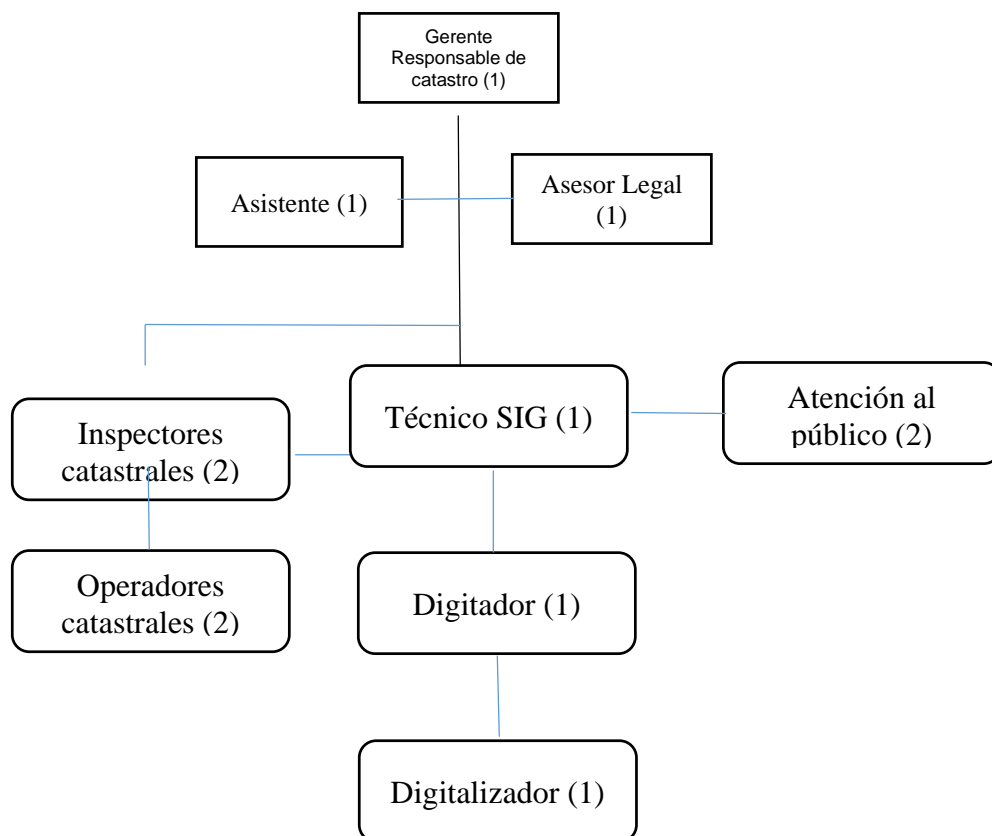 Gerente
Responsable de
catastro (1)
Asistente (1)
Asesor Legal
(1)
Técnico SIG (1)
Atención al
público (2)
Inspectores
catastrales (2)
Operadores
catastrales (2)
Digitador (1)
Digitalizador (1)